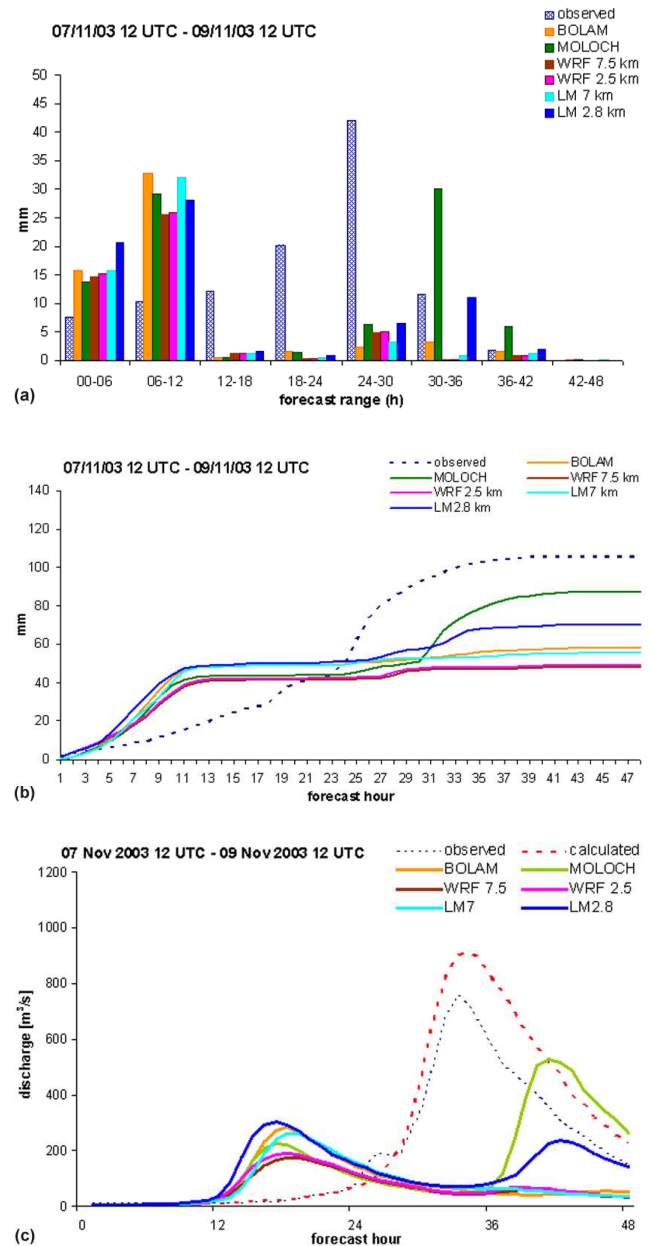 07/11/03 12 UTC - 09/11/03 12 UTC
observed
BOLAM
MOLOCH
WRF 7.5 km
WRF 2.5 km
LM 7 km
LM 2.8 km
50
45
40
35
30
25
20
15
10
5
0
mm
00-06 06-12 12-18 18-24 24-30 30-36 36-42 42-48
forecast range (h)
(a)
07/11/03 12 UTC - 09/11/03 12 UTC
observed BOLAM
MOLOCH WRF 7.5 km
WRF 2.5 km LM 7 km
LM 2.8 km
140
120
100
80
60
40
20
0
mm
1 3 5 7 9 11 13 15 17 19 21 23 25 27 29 31 33 35 37 39 41 43 45 47
forecast hour
(b)
07 Nov 2003 12 UTC - 09 Nov 2003 12 UTC
observed calculated
BOLAM MOLOCH
WRF 7.5 WRF 2.5
LM7 LM2.8
1200
1000
800
600
400
200
0
discharge [m³/s]
0 12 24 36 48
forecast hour
(c)